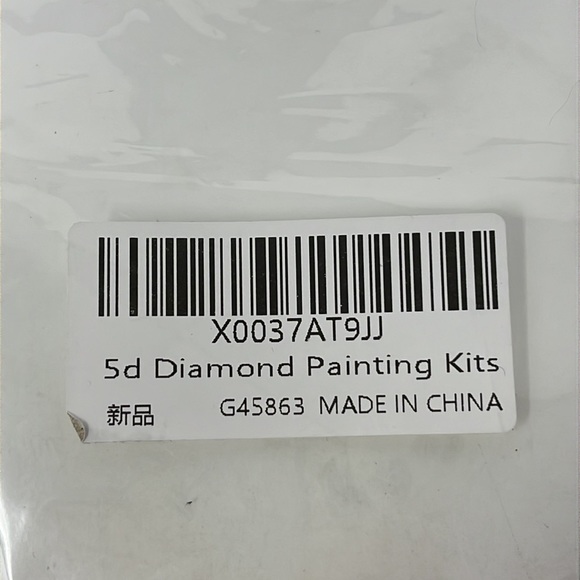 X0037AT9JJ
5d Diamond Painting Kits
新品 G45863 MADE IN CHINA